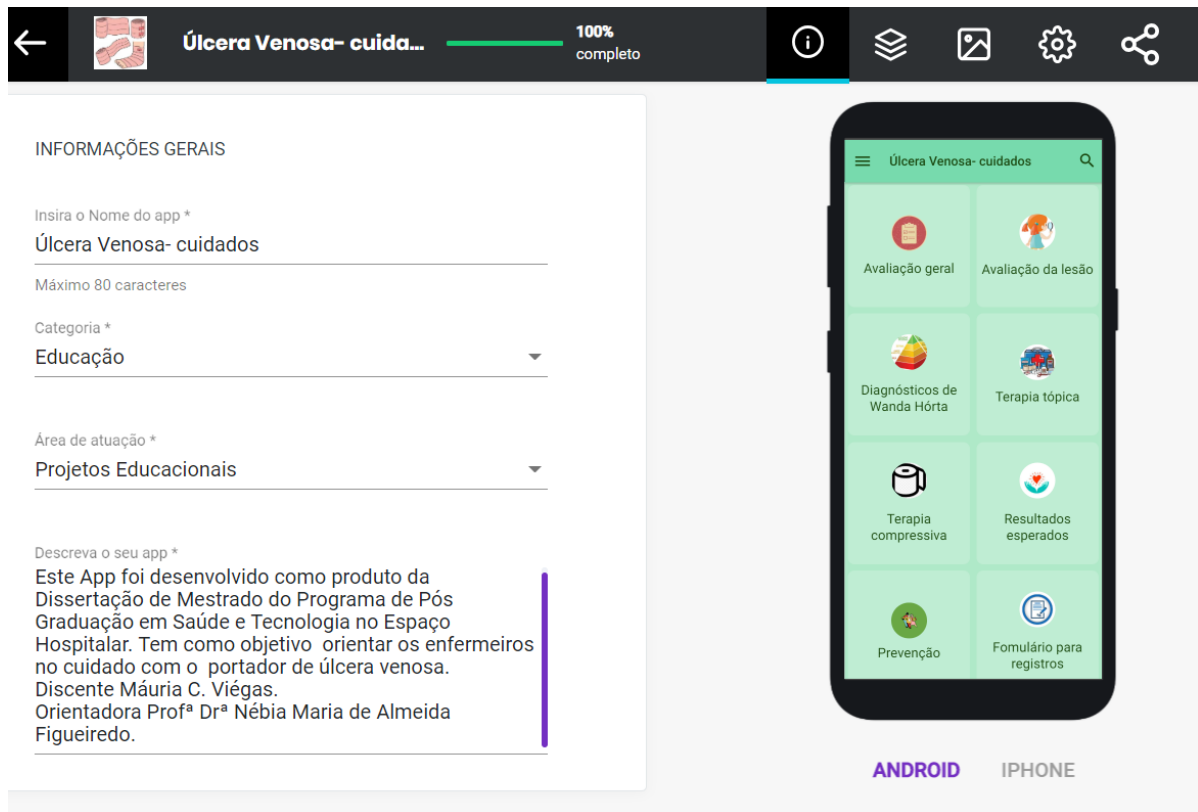 Úlcera Venosa- cuida...
100%
completo
INFORMAÇÕES GERAIS
Insira o Nome do app *
Úlcera Venosa- cuidados
Máximo 80 caracteres
Categoria *
Educação
Área de atuação *
Projetos Educacionais
Descreva o seu app *
Este App foi desenvolvido como produto da
Dissertação de Mestrado do Programa de Pós
Graduação em Saúde e Tecnologia no Espaço
Hospitalar. Tem como objetivo  orientar os enfermeiros
no cuidado com o  portador de úlcera venosa.
Discente Máuria C. Viégas.
Orientadora Profª Drª Nébia Maria de Almeida
Figueiredo.
Úlcera Venosa- cuidados
Avaliação geral
Avaliação da lesão
Diagnósticos de
Wanda Hórta
Terapia tópica
Terapia
compressiva
Resultados
esperados
Prevenção
Fomulário para
registros
ANDROID
IPHONE